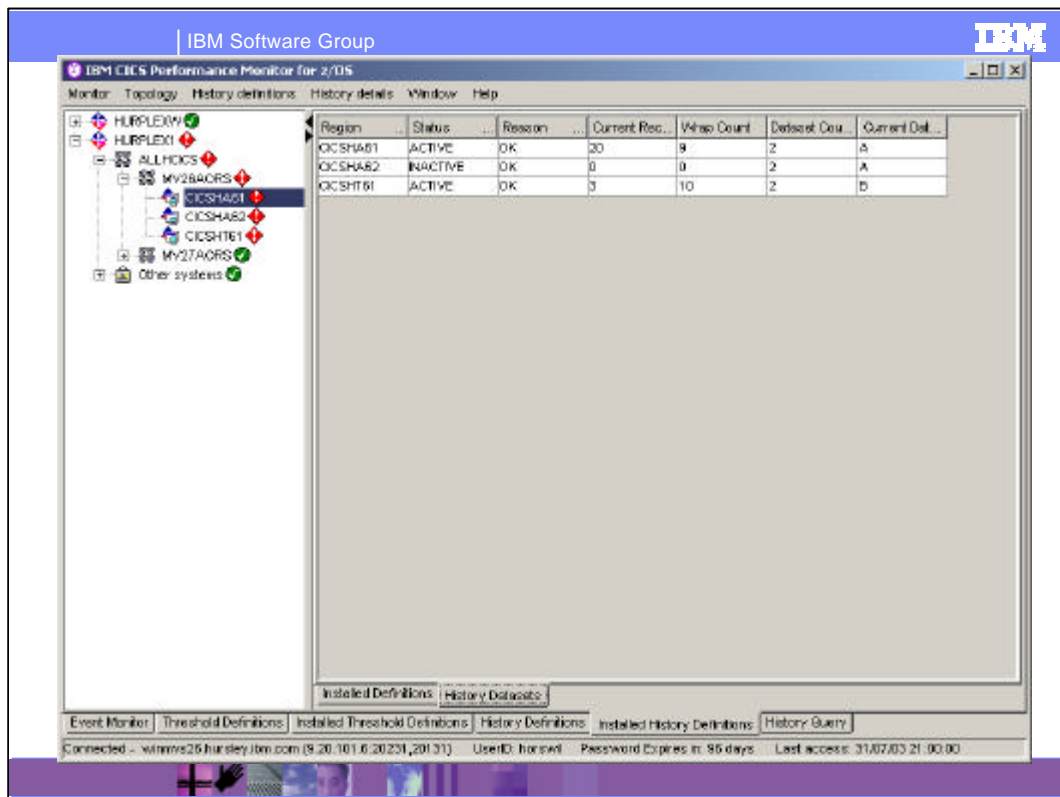 IBM Software Group
IBM
IBM CICS Performance Monitor for z/OS
Monitor Topology History definitions History details Window Help
HURPLEXW
HURPLEX1
ALLHCICS
MV26AORS
CICSHA61
CICSHA62
CICSHT61
MV27AORS
Other systems
Region ... Status ... Reason ... Current Rec... Wrap Count Dataset Cou... Current Dat...
CICSHA61 ACTIVE OK 20 9 2 A
CICSHA62 INACTIVE OK 0 0 2 A
CICSHT61 ACTIVE OK 3 10 2 B
Installed Definitions History Datasets
Event Monitor Threshold Definitions Installed Threshold Definitions History Definitions Installed History Definitions History Query
Connected - winmvs26.hursley.ibm.com (9.20.101.6:20231,20131) UserID: horswil Password Expires in: 96 days Last access: 31/07/03 21:00:00